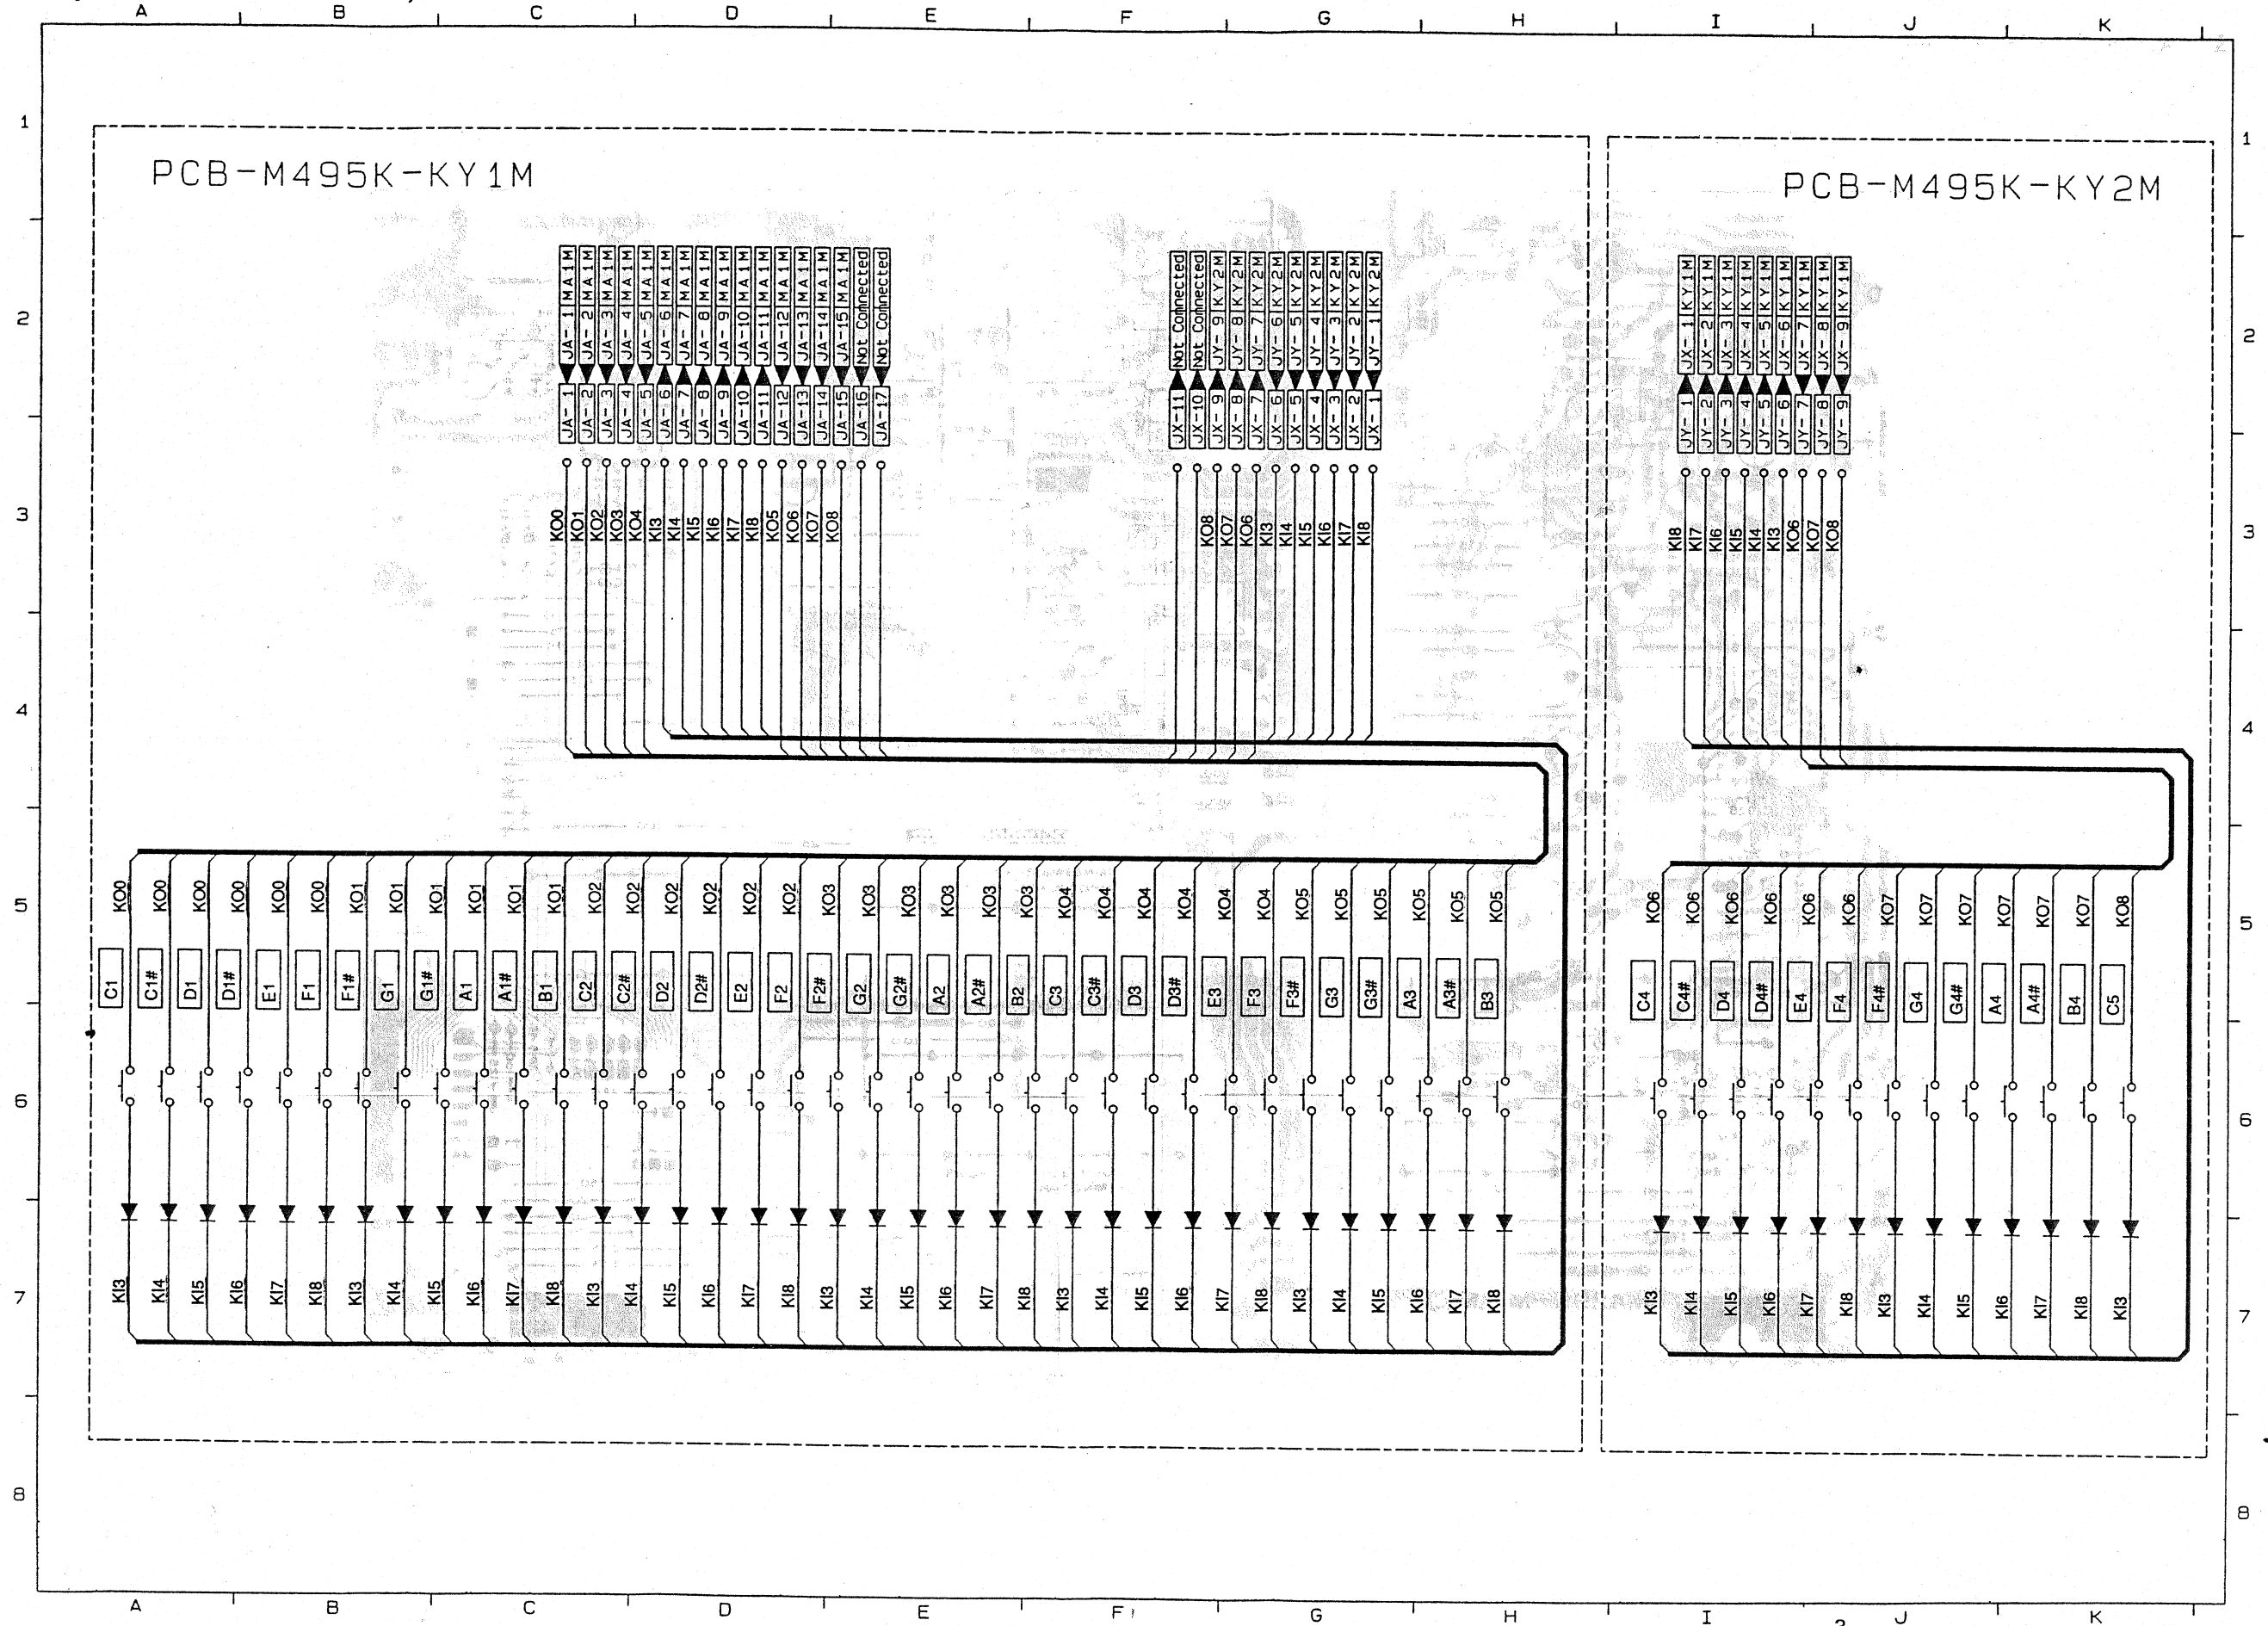 A B C D E F G H I J K
1 1
PCB-M495K-KY1M
PCB-M495K-KY2M
2 2
JA- 1 MA1M
JA- 2 MA1M
JA- 3 MA1M
JA- 4 MA1M
JA- 5 MA1M
JA- 6 MA1M
JA- 7 MA1M
JA- 8 MA1M
JA- 9 MA1M
JA-10 MA1M
JA-11 MA1M
JA-12 MA1M
JA-13 MA1M
JA-14 MA1M
JA-15 MA1M
Not Connected
Not Connected
Not Connected
Not Connected
JY- 9 KY2M
JY- 8 KY2M
JY- 7 KY2M
JY- 6 KY2M
JY- 5 KY2M
JY- 4 KY2M
JY- 3 KY2M
JY- 2 KY2M
JY- 1 KY2M
JX- 1 KY1M
JX- 2 KY1M
JX- 3 KY1M
JX- 4 KY1M
JX- 5 KY1M
JX- 6 KY1M
JX- 7 KY1M
JX- 8 KY1M
JX- 9 KY1M
JA- 1 JA- 2 JA- 3 JA- 4 JA- 5 JA- 6 JA- 7 JA- 8 JA- 9 JA-10 JA-11 JA-12 JA-13 JA-14 JA-15 JA-16 JA-17
JX-11 JX-10 JX- 9 JX- 8 JX- 7 JX- 6 JX- 5 JX- 4 JX- 3 JX- 2 JX- 1
JY- 1 JY- 2 JY- 3 JY- 4 JY- 5 JY- 6 JY- 7 JY- 8 JY- 9
3 3
KO0 KO1 KO2 KO3 KO4 KI3 KI4 KI5 KI6 KI7 KI8 KO5 KO6 KO7 KO8
KO8 KO7 KO6 KI3 KI4 KI5 KI6 KI7 KI8
KI8 KI7 KI6 KI5 KI4 KI3 KO6 KO7 KO8
4 4
5 5
KO0 KO0 KO0 KO0 KO0 KO0 KO1 KO1 KO1 KO1 KO1 KO1 KO2 KO2 KO2 KO2 KO2 KO2 KO3 KO3 KO3 KO3 KO3 KO3 KO4 KO4 KO4 KO4 KO4 KO4 KO5 KO5 KO5 KO5 KO5 KO5
KO6 KO6 KO6 KO6 KO6 KO6 KO7 KO7 KO7 KO7 KO7 KO7 KO8
C1 C1# D1 D1# E1 F1 F1# G1 G1# A1 A1# B1 C2 C2# D2 D2# E2 F2 F2# G2 G2# A2 A2# B2 C3 C3# D3 D3# E3 F3 F3# G3 G3# A3 A3# B3
C4 C4# D4 D4# E4 F4 F4# G4 G4# A4 A4# B4 C5
6 6
7 7
KI3 KI4 KI5 KI6 KI7 KI8 KI3 KI4 KI5 KI6 KI7 KI8 KI3 KI4 KI5 KI6 KI7 KI8 KI3 KI4 KI5 KI6 KI7 KI8 KI3 KI4 KI5 KI6 KI7 KI8 KI3 KI4 KI5 KI6 KI7 KI8
KI3 KI4 KI5 KI6 KI7 KI8 KI3 KI4 KI5 KI6 KI7 KI8 KI3
8 8
A B C D E F G H I J K